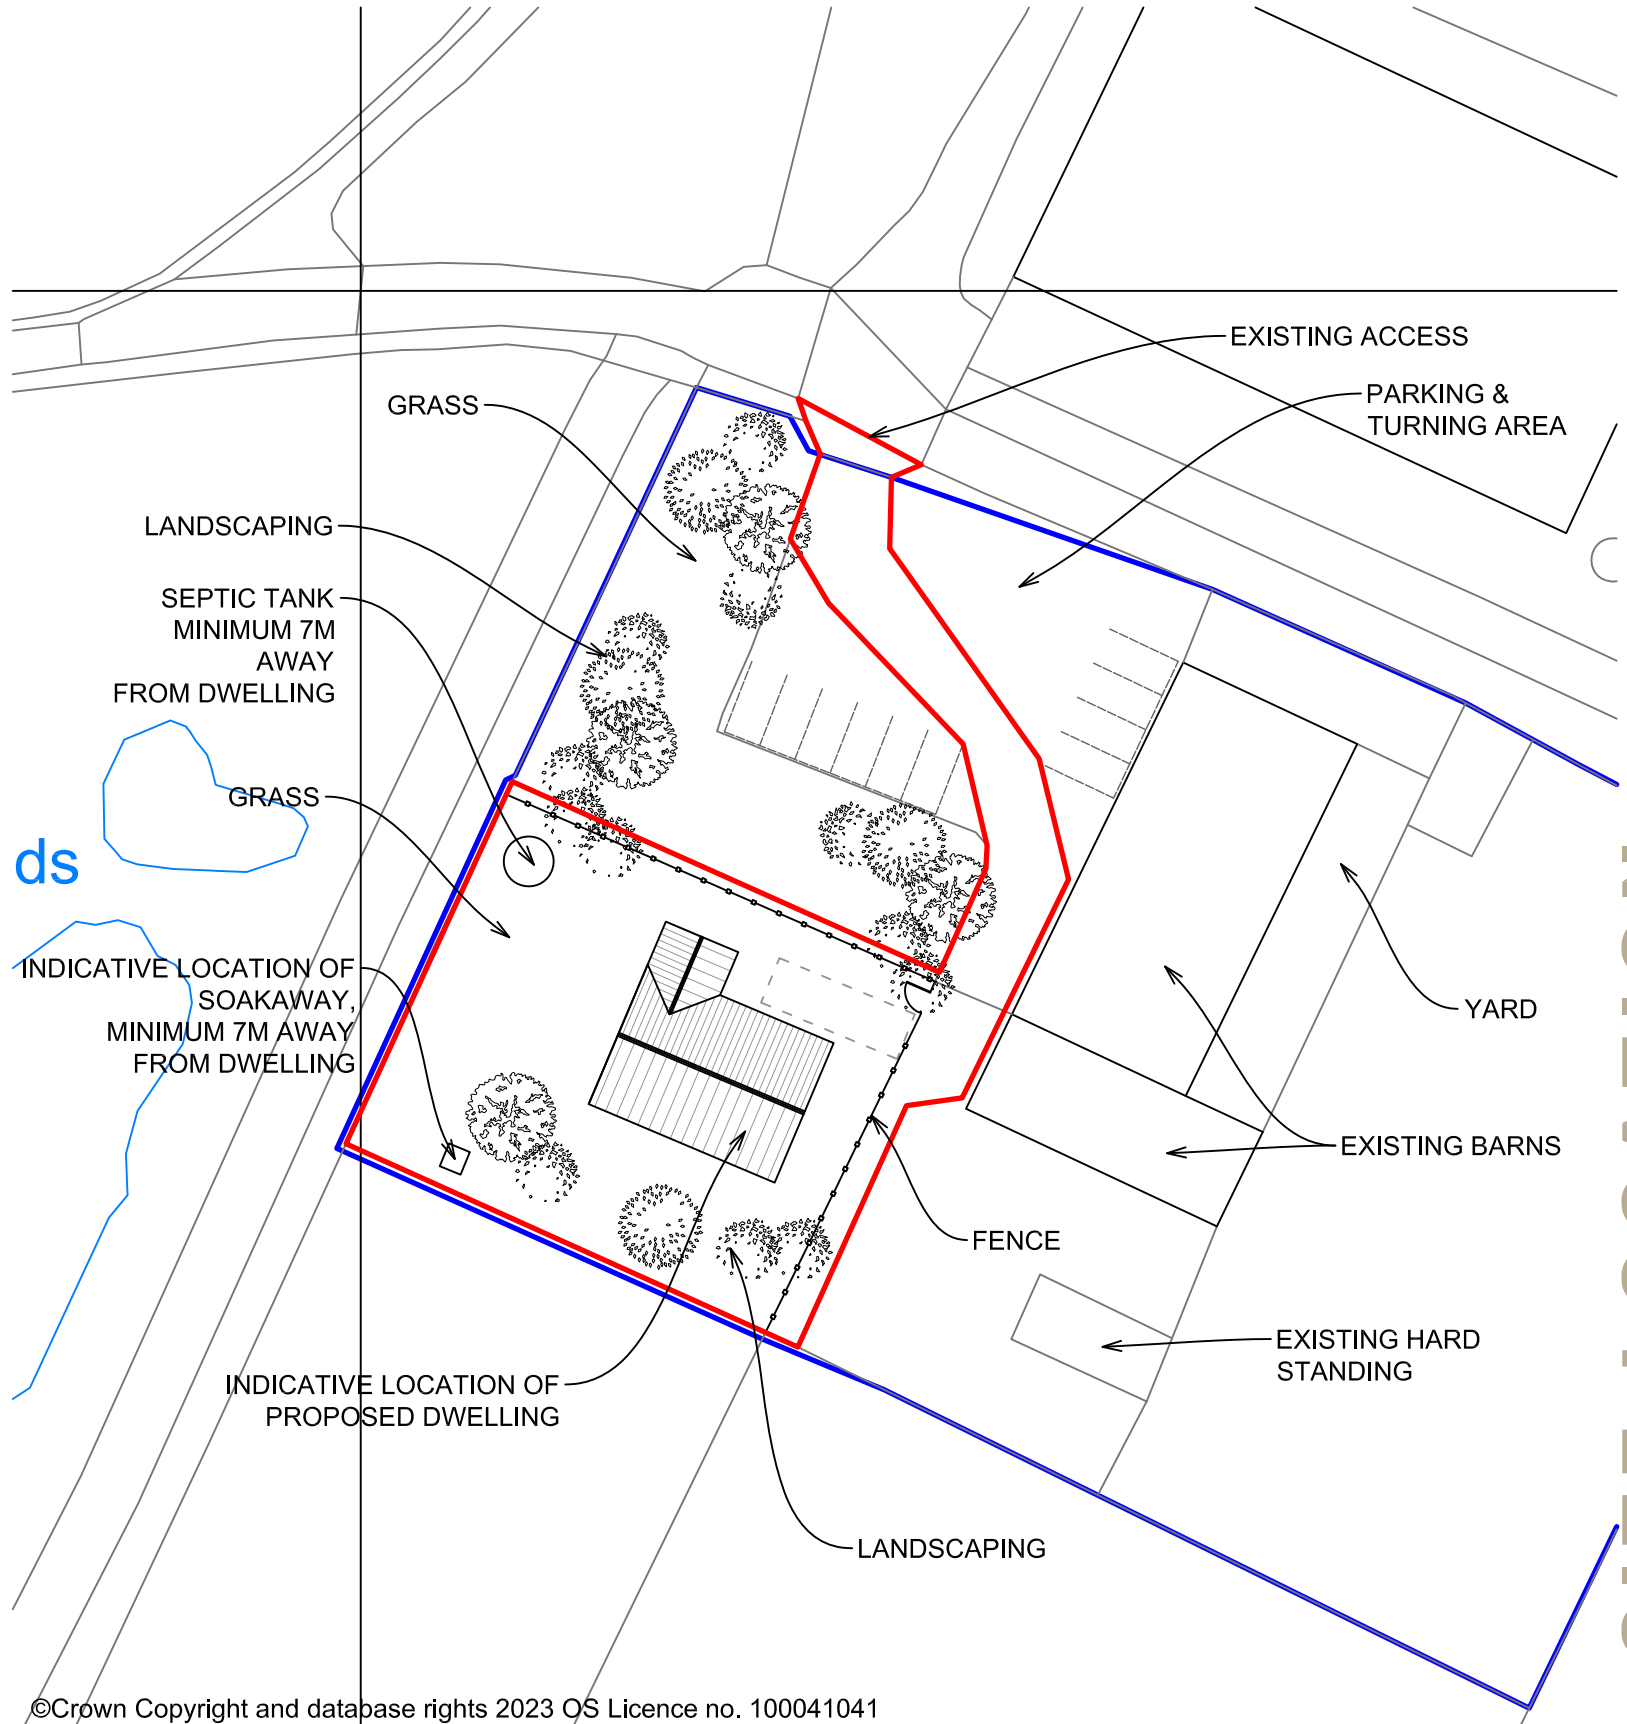 EXISTING ACCESS
PARKING &
TURNING AREA
GRASS
LANDSCAPING
SEPTIC TANK
MINIMUM 7M
AWAY
FROM DWELLING
GRASS
ds
INDICATIVE LOCATION OF
SOAKAWAY,
MINIMUM 7M AWAY
FROM DWELLING
YARD
EXISTING BARNS
FENCE
EXISTING HARD
STANDING
INDICATIVE LOCATION OF
PROPOSED DWELLING
LANDSCAPING
©Crown Copyright and database rights 2023 OS Licence no. 100041041